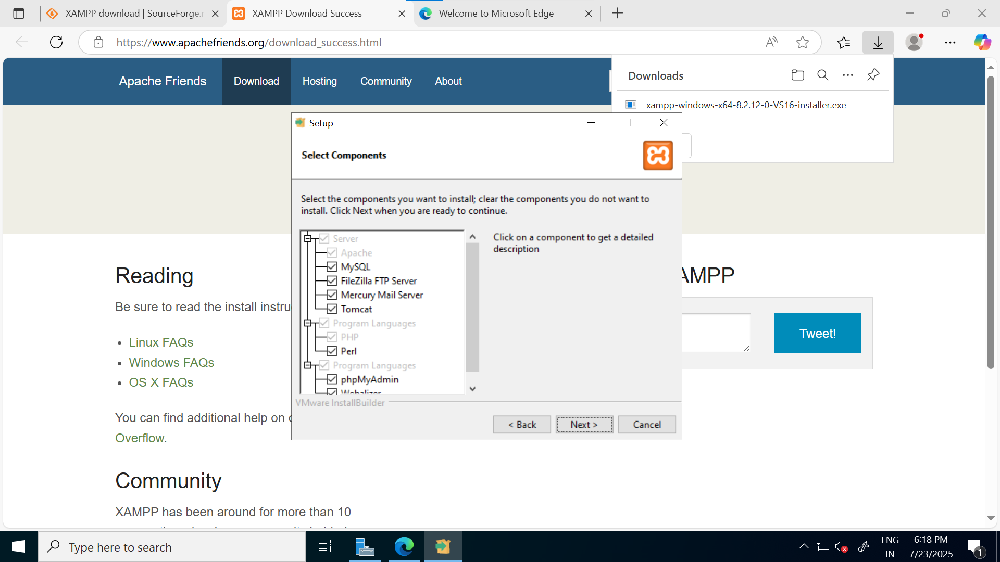 XAMPP download | SourceForge.n
XAMPP Download Success
Welcome to Microsoft Edge
https://www.apachefriends.org/download_success.html
Apache Friends
Download
Hosting
Community
About
Downloads
xampp-windows-x64-8.2.12-0-VS16-installer.exe
Setup
Select Components
Select the components you want to install; clear the components you do not want to
install. Click Next when you are ready to continue.
Server
Apache
MySQL
FileZilla FTP Server
Mercury Mail Server
Tomcat
Program Languages
PHP
Perl
Program Languages
phpMyAdmin
Webalizer
Click on a component to get a detailed
description
VMware InstallBuilder
< Back
Next >
Cancel
Reading
Be sure to read the install instru
Linux FAQs
Windows FAQs
OS X FAQs
You can find additional help on
Overflow.
Community
XAMPP has been around for more than 10
AMPP
Tweet!
Type here to search
ENG
IN
6:18 PM
7/23/2025
1